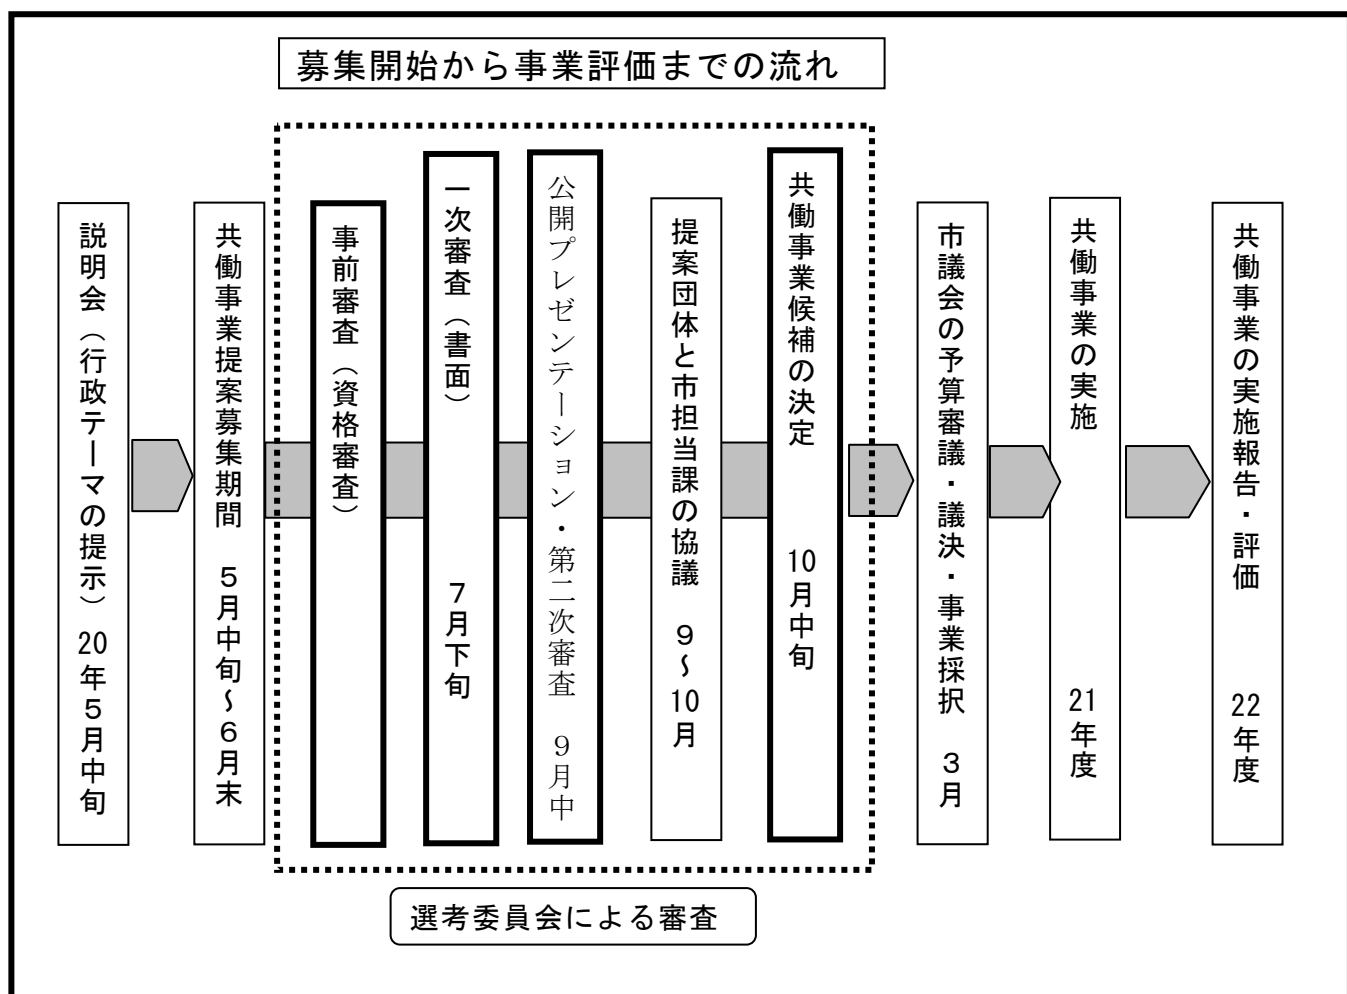 募集開始から事業評価までの流れ
説明会（行政テーマの提示）20年５月中旬
共働事業提案募集期間　５月中旬～６月末
事前審査（資格審査）
一次審査（書面）　７月下旬
公開プレゼンテーション・第二次審査　９月中
提案団体と市担当課の協議　９～10月
共働事業候補の決定　10月中旬
市議会の予算審議・議決・事業採択　３月
共働事業の実施　21年度
共働事業の実施報告・評価　22年度
選考委員会による審査